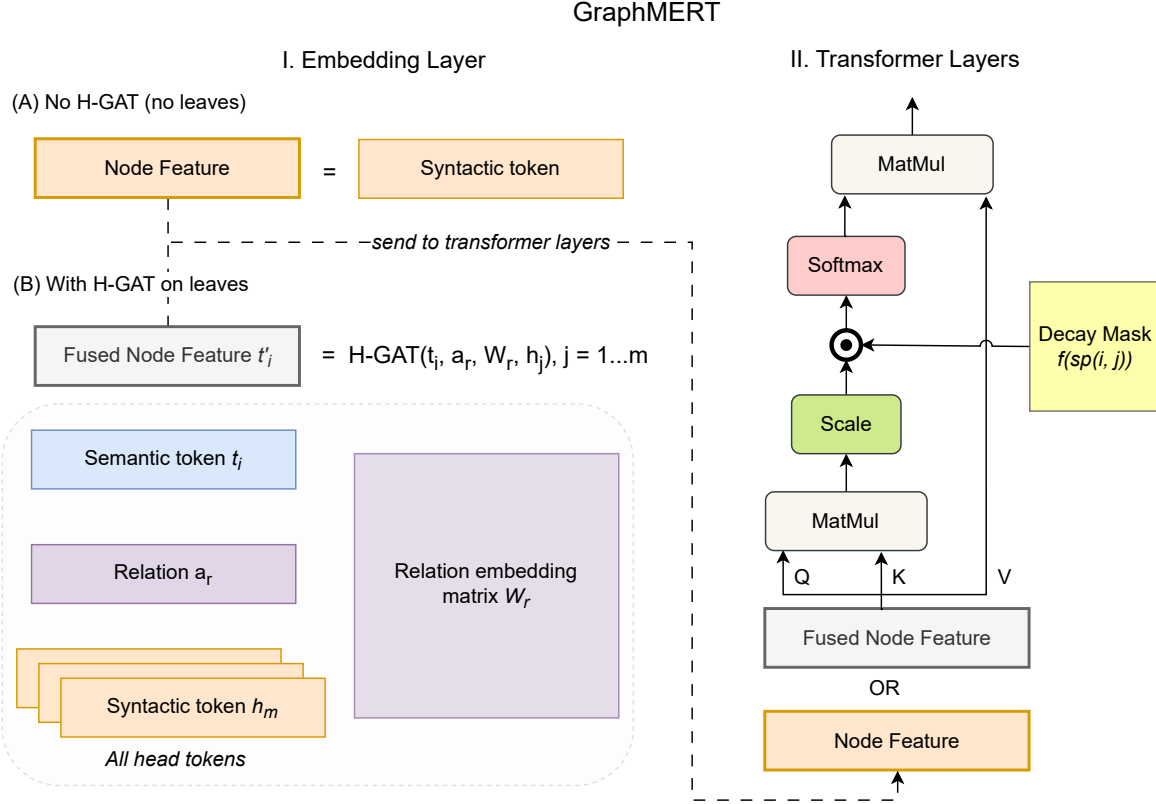 GraphMERT
I. Embedding Layer
(A) No H-GAT (no leaves)
Node Feature
=
Syntactic token
send to transformer layers
(B) With H-GAT on leaves
Fused Node Feature t'i
= H-GAT(ti, ar, Wr, hj), j = 1...m
Semantic token ti
Relation ar
Relation embedding
matrix Wr
Syntactic token hm
All head tokens
II. Transformer Layers
MatMul
Softmax
Decay Mask
f(sp(i, j))
Scale
MatMul
Q
K
V
Fused Node Feature
OR
Node Feature